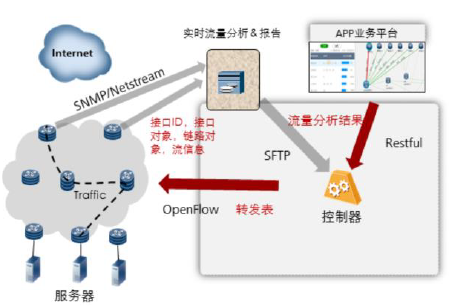 实时流量分析＆报告
APP业务平台
Internet
SNMP/Netstream
接口ID，接口
对象，链路对
象，流信息
流量分析结果
Restful
SFTP
Traffic
控制器
OpenFlow
转发表
服务器